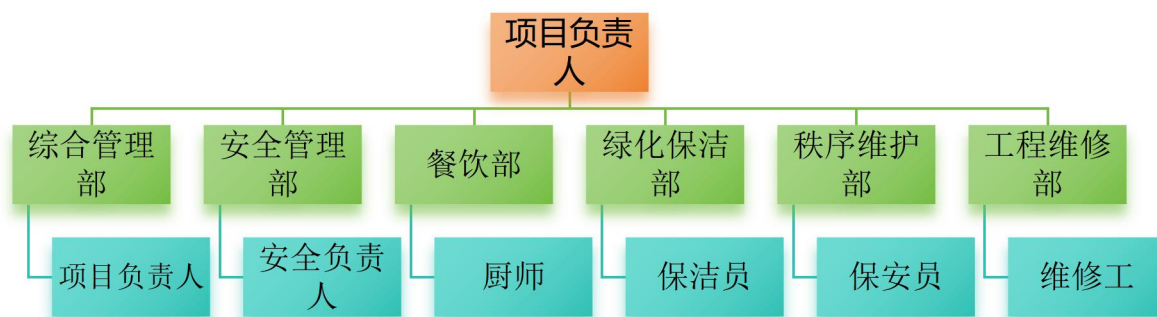 项目负责
人
综合管理
部
安全管理
部
餐饮部
绿化保洁
部
秩序维护
部
工程维修
部
项目负责人
安全负责
人
厨师
保洁员
保安员
维修工